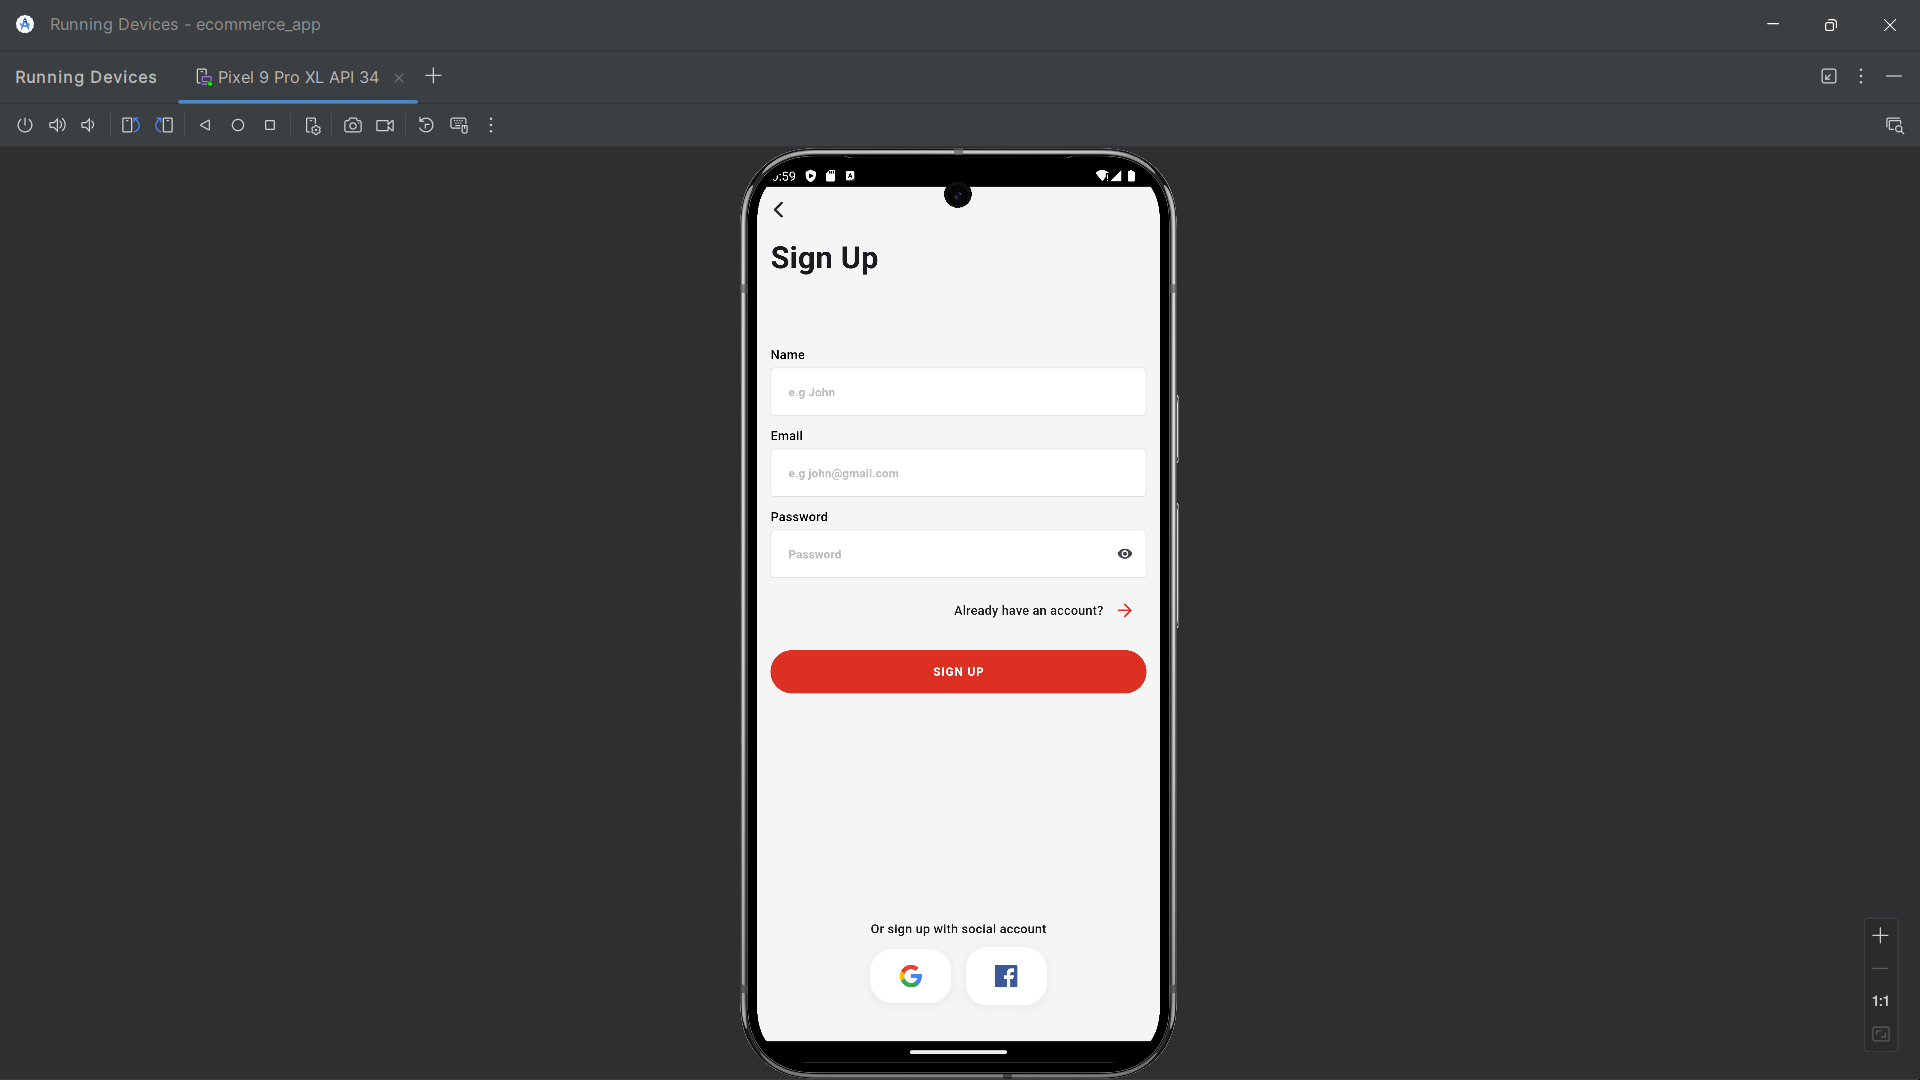 Running Devices - ecommerce_app
Running Devices
Pixel 9 Pro XL API 34
:59
Sign Up
Name
e.g John
Email
e.g john@gmail.com
Password
Password
Already have an account?
SIGN UP
Or sign up with social account
1:1